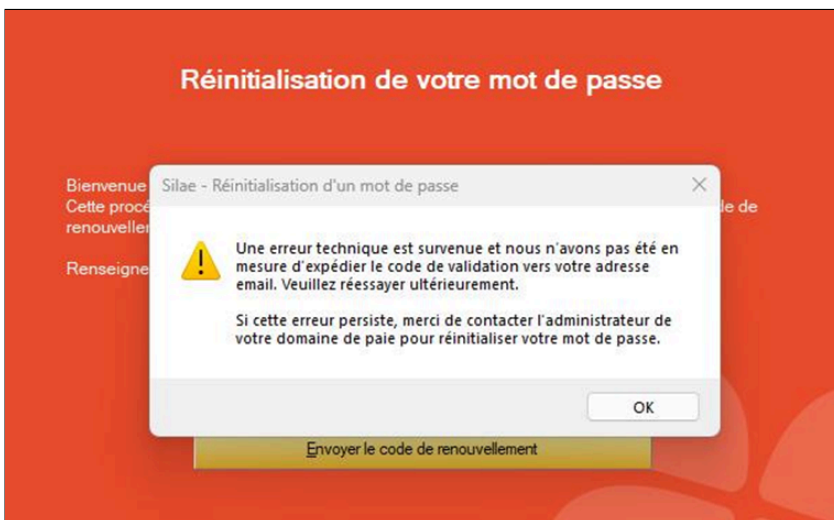 Réinitialisation de votre mot de passe
Silae - Réinitialisation d'un mot de passe
Bienvenue
Cette procé
de de
renouveller
Renseigne
Une erreur technique est survenue et nous n'avons pas été en
mesure d'expédier le code de validation vers votre adresse
email. Veuillez réessayer ultérieurement.
Si cette erreur persiste, merci de contacter l'administrateur de
votre domaine de paie pour réinitialiser votre mot de passe.
OK
Envoyer le code de renouvellement